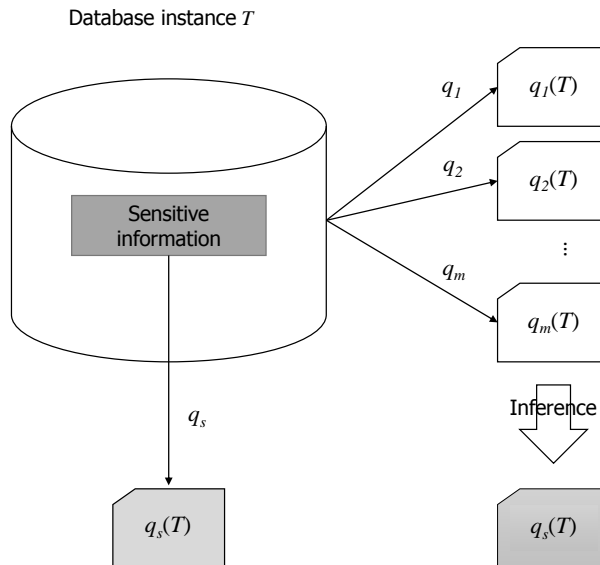 Database instance T
q1
q1(T)
q2
q2(T)
Sensitive
information
...
qm
qm(T)
Inference
qs
qs(T)
qs(T)